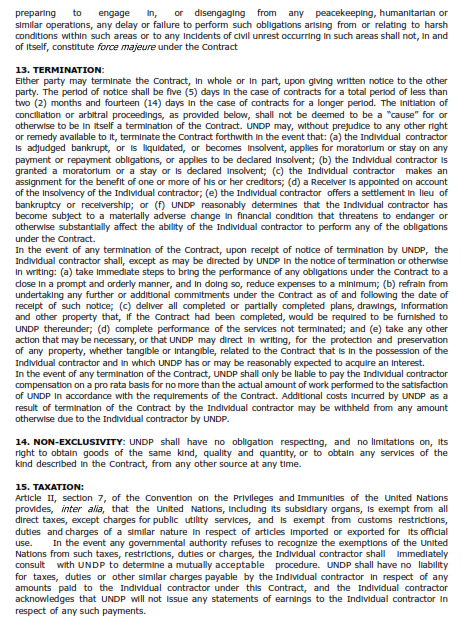 preparing to engage in, or disengaging from any peacekeeping, humanitarian or
similar operations, any delay or failure to perform such obligations arising from or relating to harsh
conditions within such areas or to any incidents of civil unrest occurring in such areas shall not, in and
of itself, constitute force majeure under the Contract
13. TERMINATION:
Either party may terminate the Contract, in whole or in part, upon giving written notice to the other
party. The period of notice shall be five (5) days in the case of contracts for a total period of less than
two (2) months and fourteen (14) days in the case of contracts for a longer period. The initiation of
conciliation or arbitral proceedings, as provided below, shall not be deemed to be a "cause" for or
otherwise to be in itself a termination of the Contract. UNDP may, without prejudice to any other right
or remedy available to it, terminate the Contract forthwith in the event that: (a) the Individual contractor
is adjudged bankrupt, or is liquidated, or becomes insolvent, applies for moratorium or stay on any
payment or repayment obligations, or applies to be declared insolvent; (b) the Individual contractor is
granted a moratorium or a stay or is declared insolvent; (c) the Individual contractor makes an
assignment for the benefit of one or more of his or her creditors; (d) a Receiver is appointed on account
of the insolvency of the Individual contractor; (e) the Individual contractor offers a settlement in lieu of
bankruptcy or receivership; or (f) UNDP reasonably determines that the Individual contractor has
become subject to a materially adverse change in financial condition that threatens to endanger or
otherwise substantially affect the ability of the Individual contractor to perform any of the obligations
under the Contract.
In the event of any termination of the Contract, upon receipt of notice of termination by UNDP, the
Individual contractor shall, except as may be directed by UNDP in the notice of termination or otherwise
in writing: (a) take immediate steps to bring the performance of any obligations under the Contract to a
close in a prompt and orderly manner, and in doing so, reduce expenses to a minimum; (b) refrain from
undertaking any further or additional commitments under the Contract as of and following the date of
receipt of such notice; (c) deliver all completed or partially completed plans, drawings, information
and other property that, if the Contract had been completed, would be required to be furnished to
UNDP thereunder; (d) complete performance of the services not terminated; and (e) take any other
action that may be necessary, or that UNDP may direct in writing, for the protection and preservation
of any property, whether tangible or intangible, related to the Contract that is in the possession of the
Individual contractor and in which UNDP has or may be reasonably expected to acquire an interest.
In the event of any termination of the Contract, UNDP shall only be liable to pay the Individual contractor
compensation on a pro rata basis for no more than the actual amount of work performed to the satisfaction
of UNDP in accordance with the requirements of the Contract. Additional costs incurred by UNDP as a
result of termination of the Contract by the Individual contractor may be withheld from any amount
otherwise due to the Individual contractor by UNDP.
14. NON-EXCLUSIVITY: UNDP shall have no obligation respecting, and no limitations on, its
right to obtain goods of the same kind, quality and quantity, or to obtain any services of the
kind described in the Contract, from any other source at any time.
15. TAXATION:
Article II, section 7, of the Convention on the Privileges and Immunities of the United Nations
provides, inter alia, that the United Nations, including its subsidiary organs, is exempt from all
direct taxes, except charges for public utility services, and is exempt from customs restrictions,
duties and charges of a similar nature in respect of articles imported or exported for its official
use. In the event any governmental authority refuses to recognize the exemptions of the United
Nations from such taxes, restrictions, duties or charges, the Individual contractor shall immediately
consult with UNDP to determine a mutually acceptable procedure. UNDP shall have no liability
for taxes, duties or other similar charges payable by the Individual contractor in respect of any
amounts paid to the Individual contractor under this Contract, and the Individual contractor
acknowledges that UNDP will not issue any statements of earnings to the Individual contractor in
respect of any such payments.